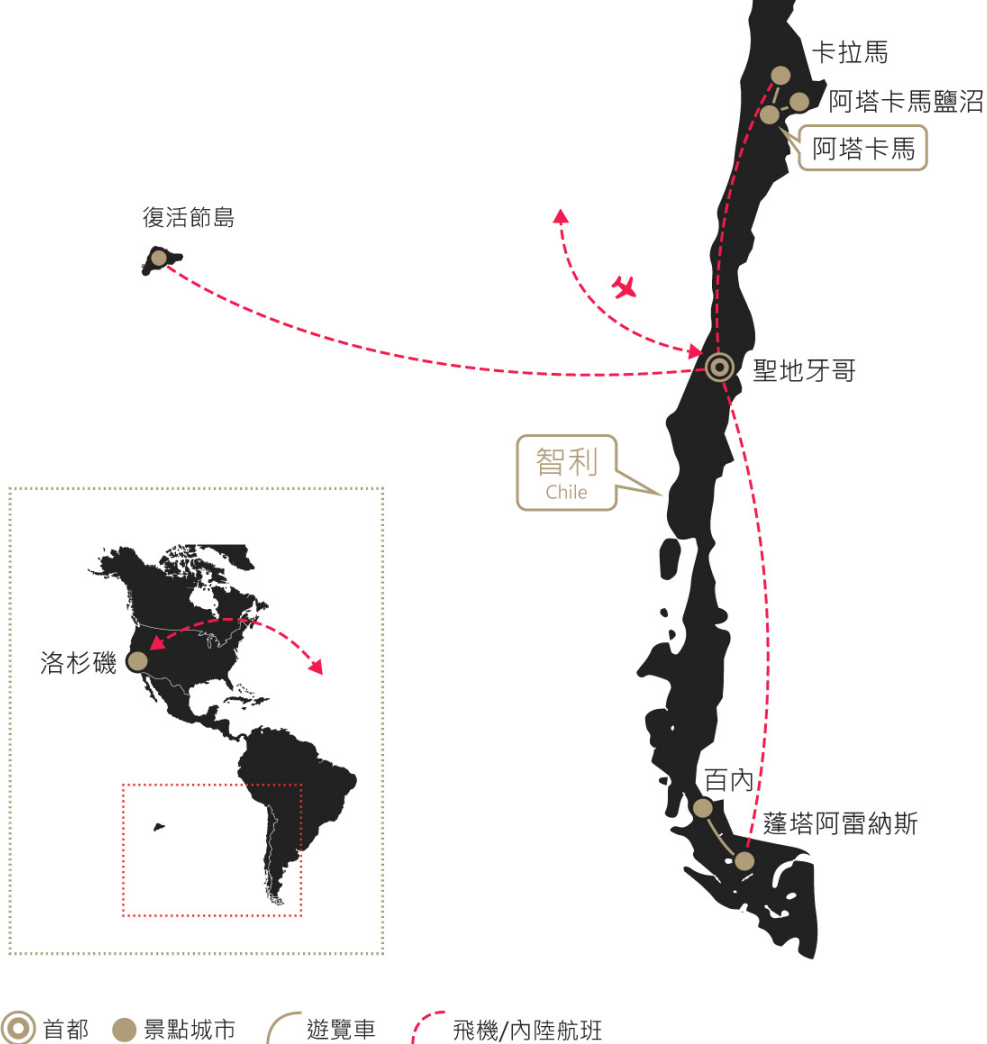 卡拉馬
阿塔卡馬鹽沼
阿塔卡馬
復活節島
聖地牙哥
智利
Chile
洛杉磯
百內
蓬塔阿雷納斯
首都
景點城市
遊覽車
飛機/內陸航班